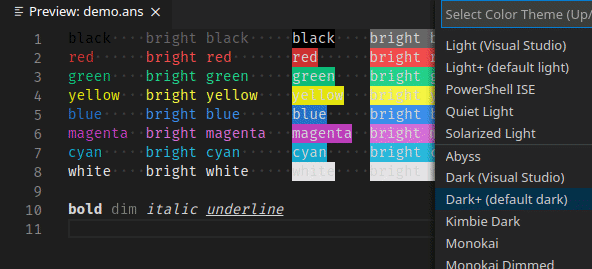 Preview: demo.ans ×
1 black bright black black bright b
2 red bright red red bright r
3 green bright green green bright g
4 yellow bright yellow yellow bright y
5 blue bright blue blue bright b
6 magenta bright magenta magenta bright m
7 cyan bright cyan cyan bright c
8 white bright white white bright w
9
10 bold dim italic underline
11
Select Color Theme (Up/
Light (Visual Studio)
Light+ (default light)
PowerShell ISE
Quiet Light
Solarized Light
Abyss
Dark (Visual Studio)
Dark+ (default dark)
Kimbie Dark
Monokai
Monokai Dimmed